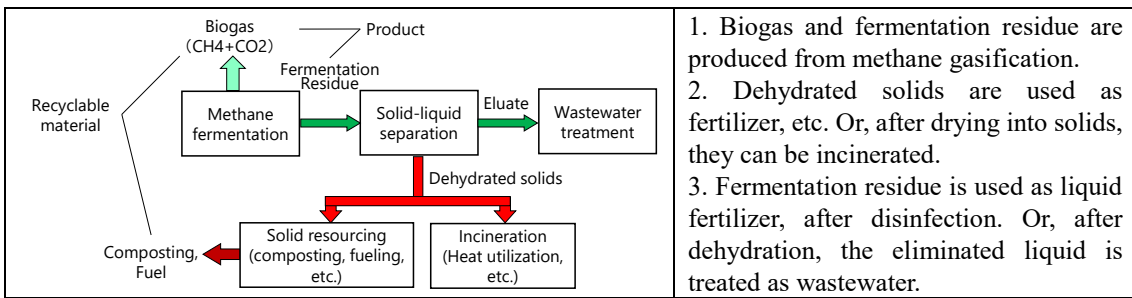 Biogas
(CH4+CO2)
Product
Fermentation
Residue
Recyclable
material
Methane
fermentation
Solid-liquid
separation
Eluate
Wastewater
treatment
Dehydrated solids
Solid resourcing
(composting, fueling,
etc.)
Incineration
(Heat utilization,
etc.)
Composting,
Fuel
1. Biogas and fermentation residue are
produced from methane gasification.
2. Dehydrated solids are used as
fertilizer, etc. Or, after drying into solids,
they can be incinerated.
3. Fermentation residue is used as liquid
fertilizer, after disinfection. Or, after
dehydration, the eliminated liquid is
treated as wastewater.